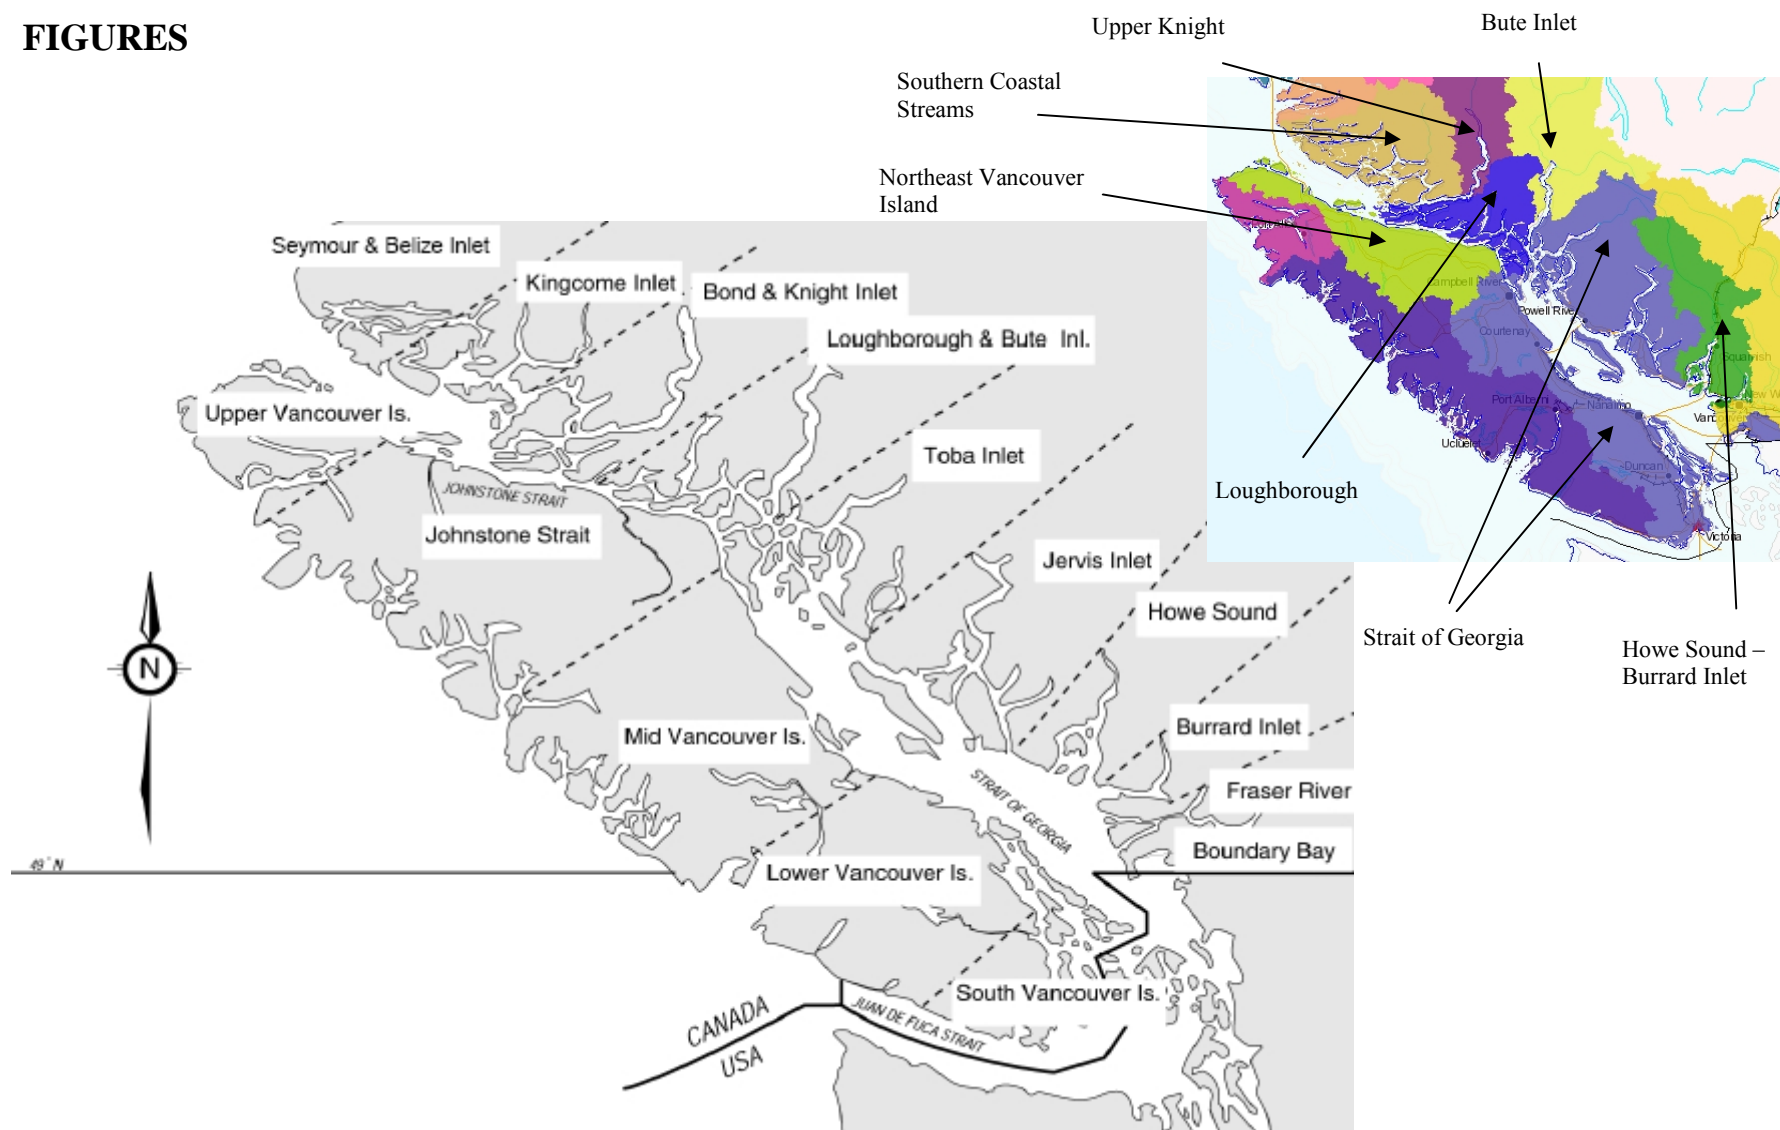 FIGURES
Upper Knight
Bute Inlet
Southern Coastal
Streams
Northeast Vancouver
Island
Seymour & Belize Inlet
Kingcome Inlet
Bond & Knight Inlet
Loughborough & Bute Inl.
Upper Vancouver Is.
Toba Inlet
JOHNSTONE STRAIT
Johnstone Strait
Jervis Inlet
Howe Sound
N
Mid Vancouver Is.
Burrard Inlet
STRAIT OF GEORGIA
Fraser River
Boundary Bay
49° N
Lower Vancouver Is.
South Vancouver Is.
JUAN DE FUCA STRAIT
CANADA
USA
Campbell River
Powell River
Courtenay
Squamish
Port Alberni
Nanaimo
Ucluelet
Duncan
Victoria
Loughborough
Strait of Georgia
Howe Sound –
Burrard Inlet